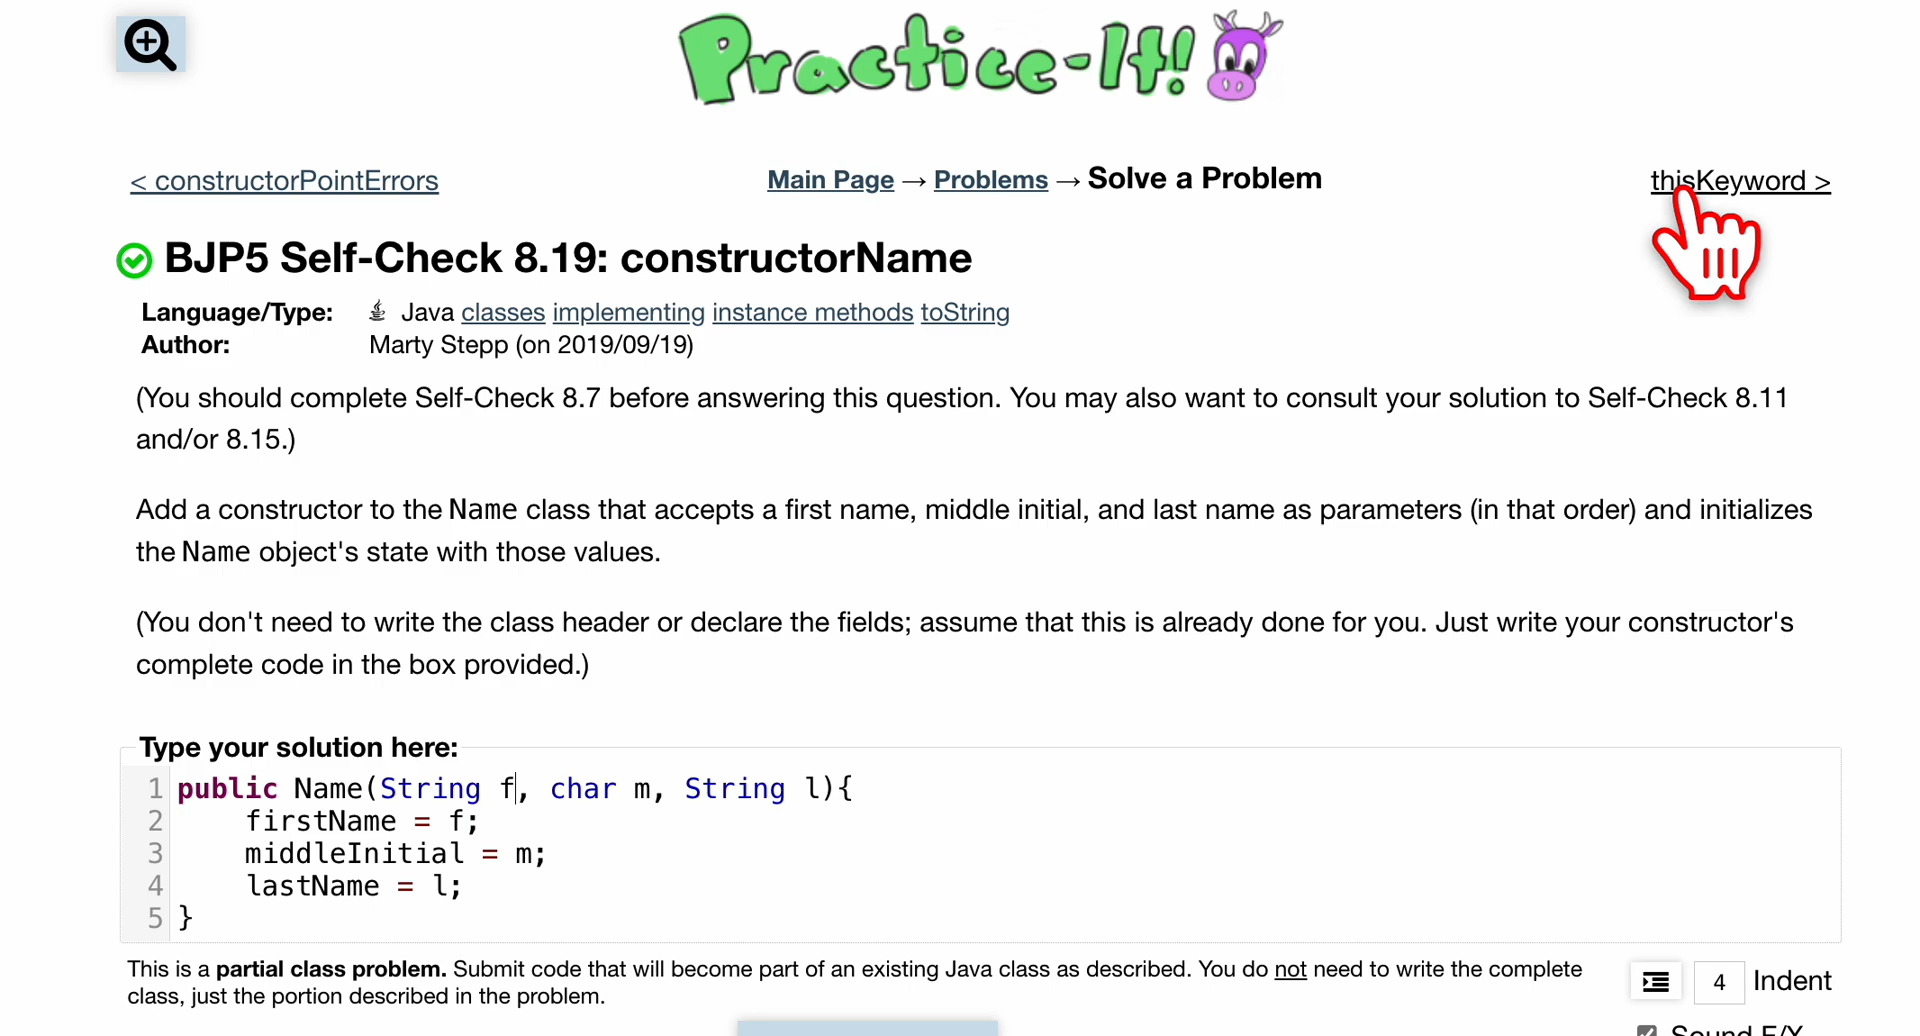 Practice-It!
< constructorPointErrors
Main Page → Problems → Solve a Problem
thisKeyword >
BJP5 Self-Check 8.19: constructorName
Language/Type: Java classes implementing instance methods toString
Author: Marty Stepp (on 2019/09/19)
(You should complete Self-Check 8.7 before answering this question. You may also want to consult your solution to Self-Check 8.11
and/or 8.15.)
Add a constructor to the Name class that accepts a first name, middle initial, and last name as parameters (in that order) and initializes
the Name object's state with those values.
(You don't need to write the class header or declare the fields; assume that this is already done for you. Just write your constructor's
complete code in the box provided.)
Type your solution here:
1 public Name(String f, char m, String l){
2 firstName = f;
3 middleInitial = m;
4 lastName = l;
5 }
This is a partial class problem. Submit code that will become part of an existing Java class as described. You do not need to write the complete
class, just the portion described in the problem.
4 Indent
Sound F/X